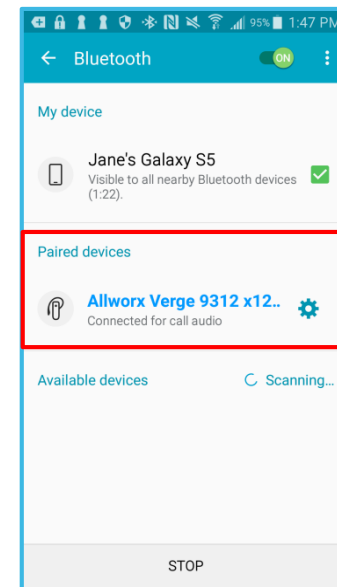 95% 1:47 PM
Bluetooth ON
My device
Jane's Galaxy S5
Visible to all nearby Bluetooth devices
(1:22).
Paired devices
Allworx Verge 9312 x12..
Connected for call audio
Available devices Scanning...
STOP